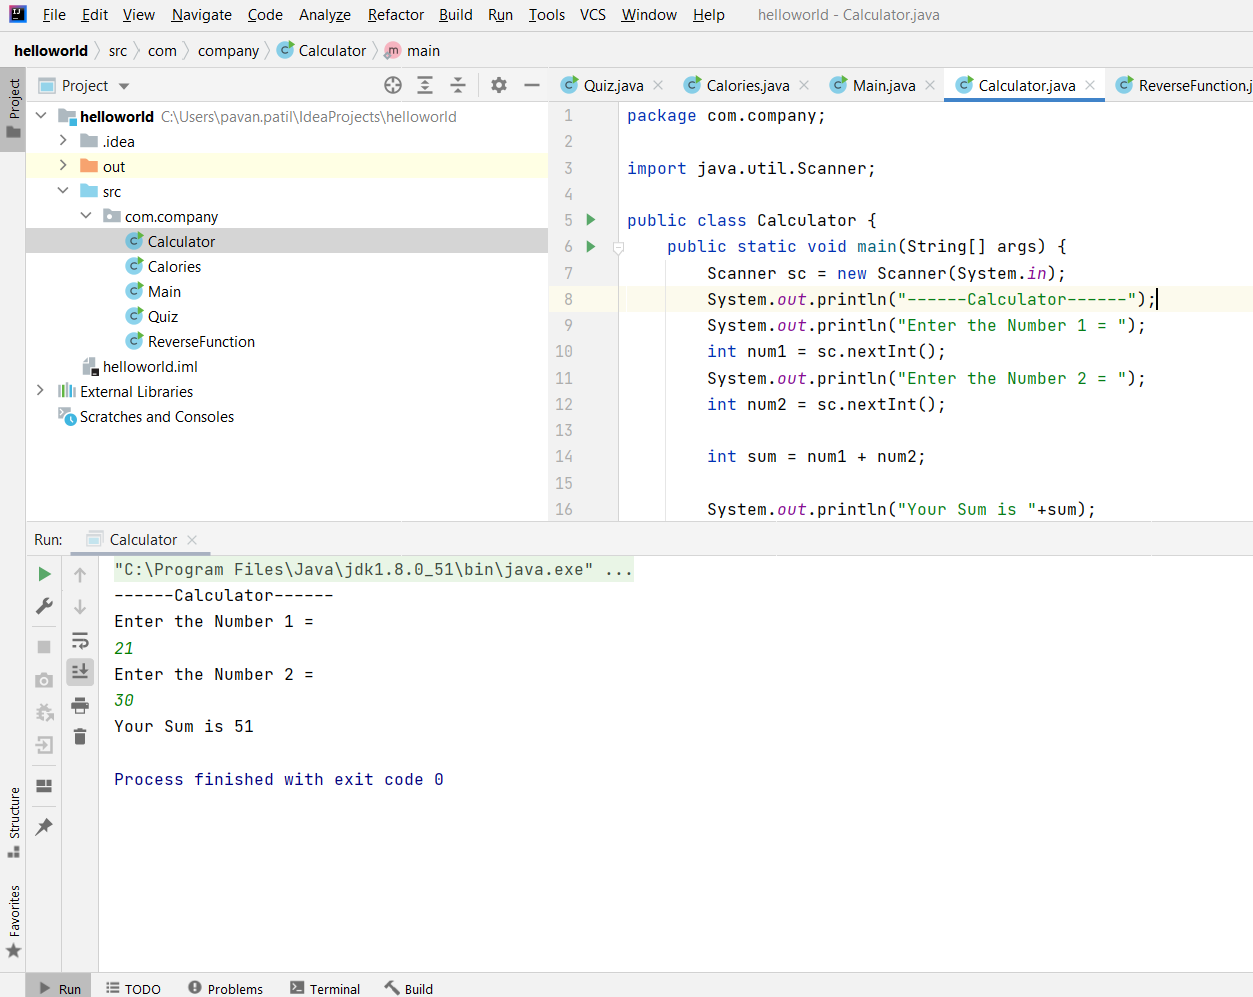 File Edit View Navigate Code Analyze Refactor Build Run Tools VCS Window Help helloworld - Calculator.java
helloworld src com company Calculator main
Project
Project
Quiz.java Calories.java Main.java Calculator.java ReverseFunction.j
helloworld C:\Users\pavan.patil\IdeaProjects\helloworld
.idea
out
src
com.company
Calculator
Calories
Main
Quiz
ReverseFunction
helloworld.iml
External Libraries
Scratches and Consoles
1 package com.company;
2
3 import java.util.Scanner;
4
5 public class Calculator {
6 public static void main(String[] args) {
7 Scanner sc = new Scanner(System.in);
8 System.out.println("------Calculator------");
9 System.out.println("Enter the Number 1 = ");
10 int num1 = sc.nextInt();
11 System.out.println("Enter the Number 2 = ");
12 int num2 = sc.nextInt();
13
14 int sum = num1 + num2;
15
16 System.out.println("Your Sum is "+sum);
Run: Calculator
"C:\Program Files\Java\jdk1.8.0_51\bin\java.exe" ...
------Calculator------
Enter the Number 1 =
21
Enter the Number 2 =
30
Your Sum is 51
Process finished with exit code 0
Structure
Favorites
Run TODO Problems Terminal Build